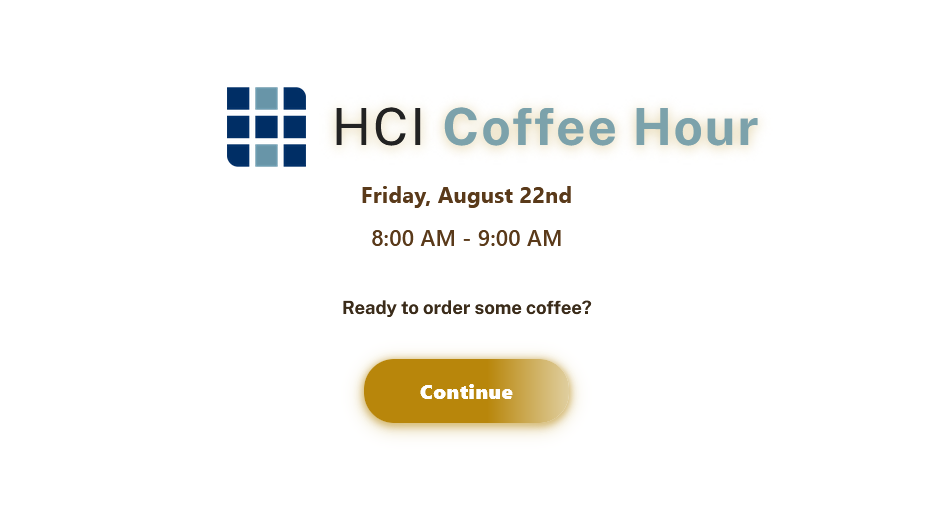 HCI Coffee Hour
Friday, August 22nd
8:00 AM - 9:00 AM
Ready to order some coffee?
Continue